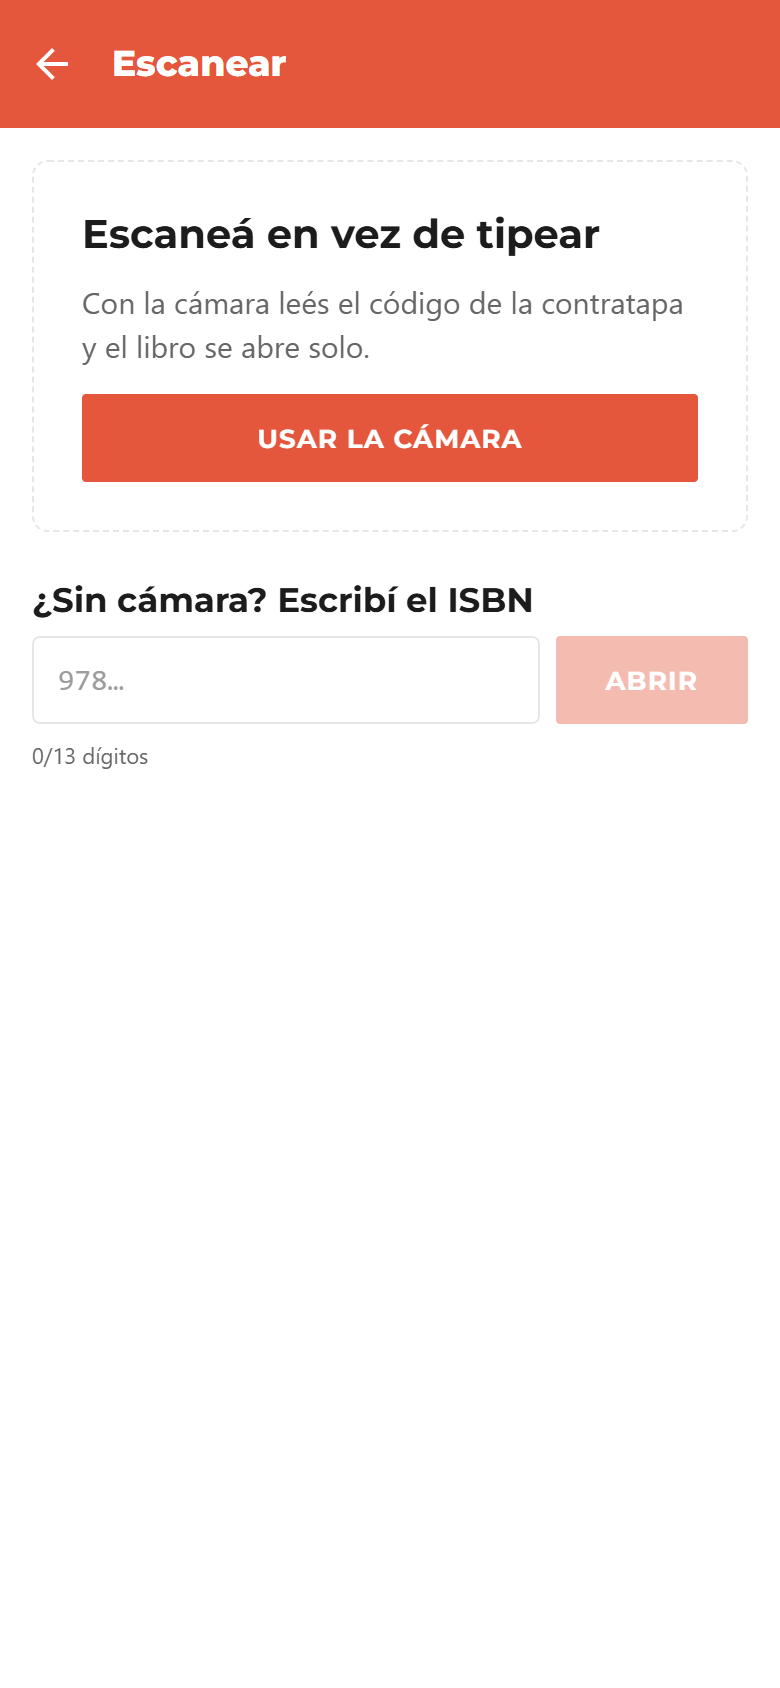 Escanear
Escaneá en vez de tipear
Con la cámara leés el código de la contratapa
y el libro se abre solo.
USAR LA CÁMARA
¿Sin cámara? Escribí el ISBN
978...
ABRIR
0/13 dígitos